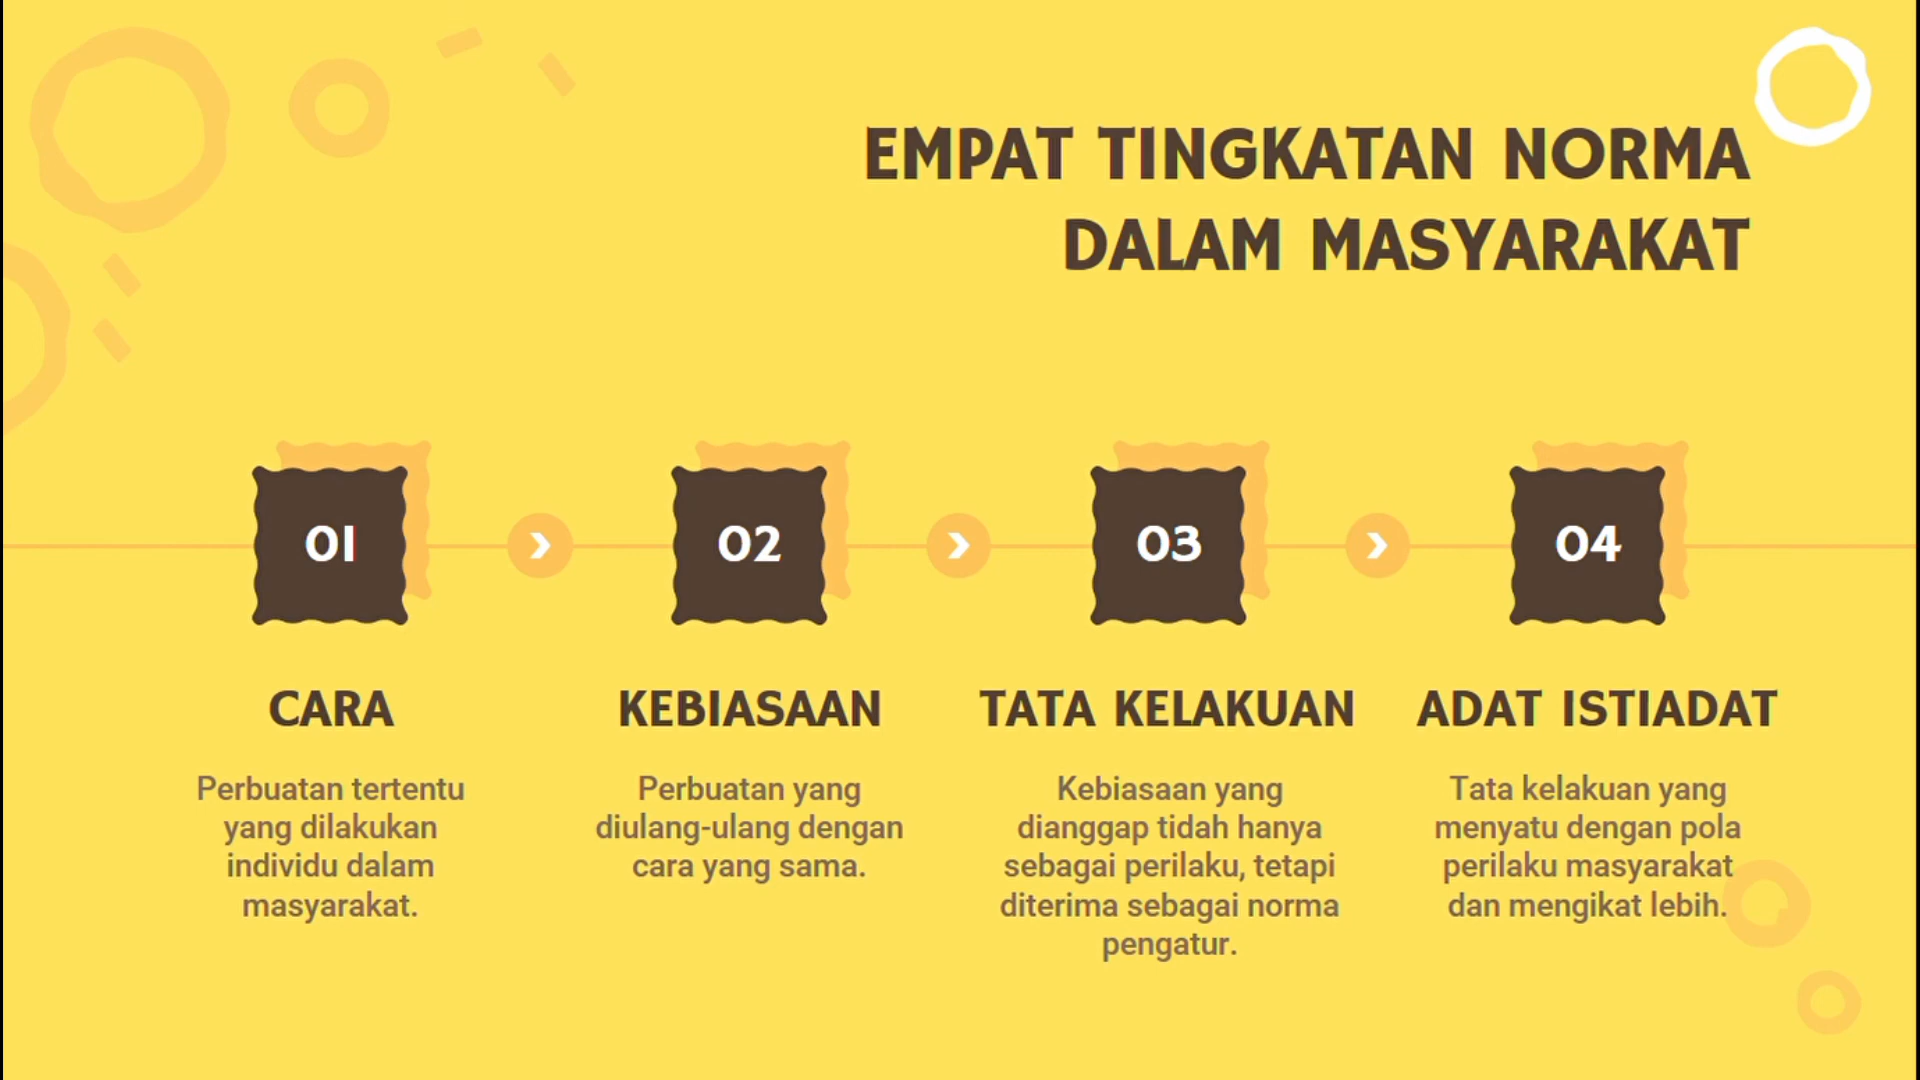 EMPAT TINGKATAN NORMA
DALAM MASYARAKAT
01
02
03
04
CARA
Perbuatan tertentu
yang dilakukan
individu dalam
masyarakat.
KEBIASAAN
Perbuatan yang
diulang-ulang dengan
cara yang sama.
TATA KELAKUAN
Kebiasaan yang
dianggap tidah hanya
sebagai perilaku, tetapi
diterima sebagai norma
pengatur.
ADAT ISTIADAT
Tata kelakuan yang
menyatu dengan pola
perilaku masyarakat
dan mengikat lebih.